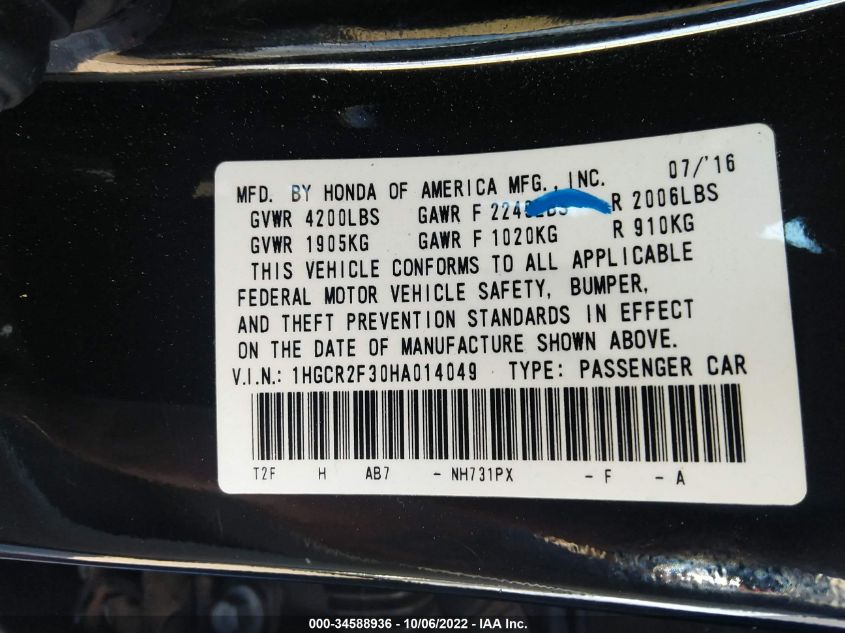 07/'16
MFD. BY HONDA OF AMERICA MFG., INC.
GVWR 4200LBS GAWR F R 2006LBS
GVWR 1905KG GAWR F 1020KG R 910KG
THIS VEHICLE CONFORMS TO ALL APPLICABLE
FEDERAL MOTOR VEHICLE SAFETY, BUMPER,
AND THEFT PREVENTION STANDARDS IN EFFECT
ON THE DATE OF MANUFACTURE SHOWN ABOVE.
V.I.N.: 1HGCR2F30HA014049 TYPE: PASSENGER CAR
T2F H AB7 - NH731PX - F - A
000-34588936 - 10/06/2022 - IAA Inc.